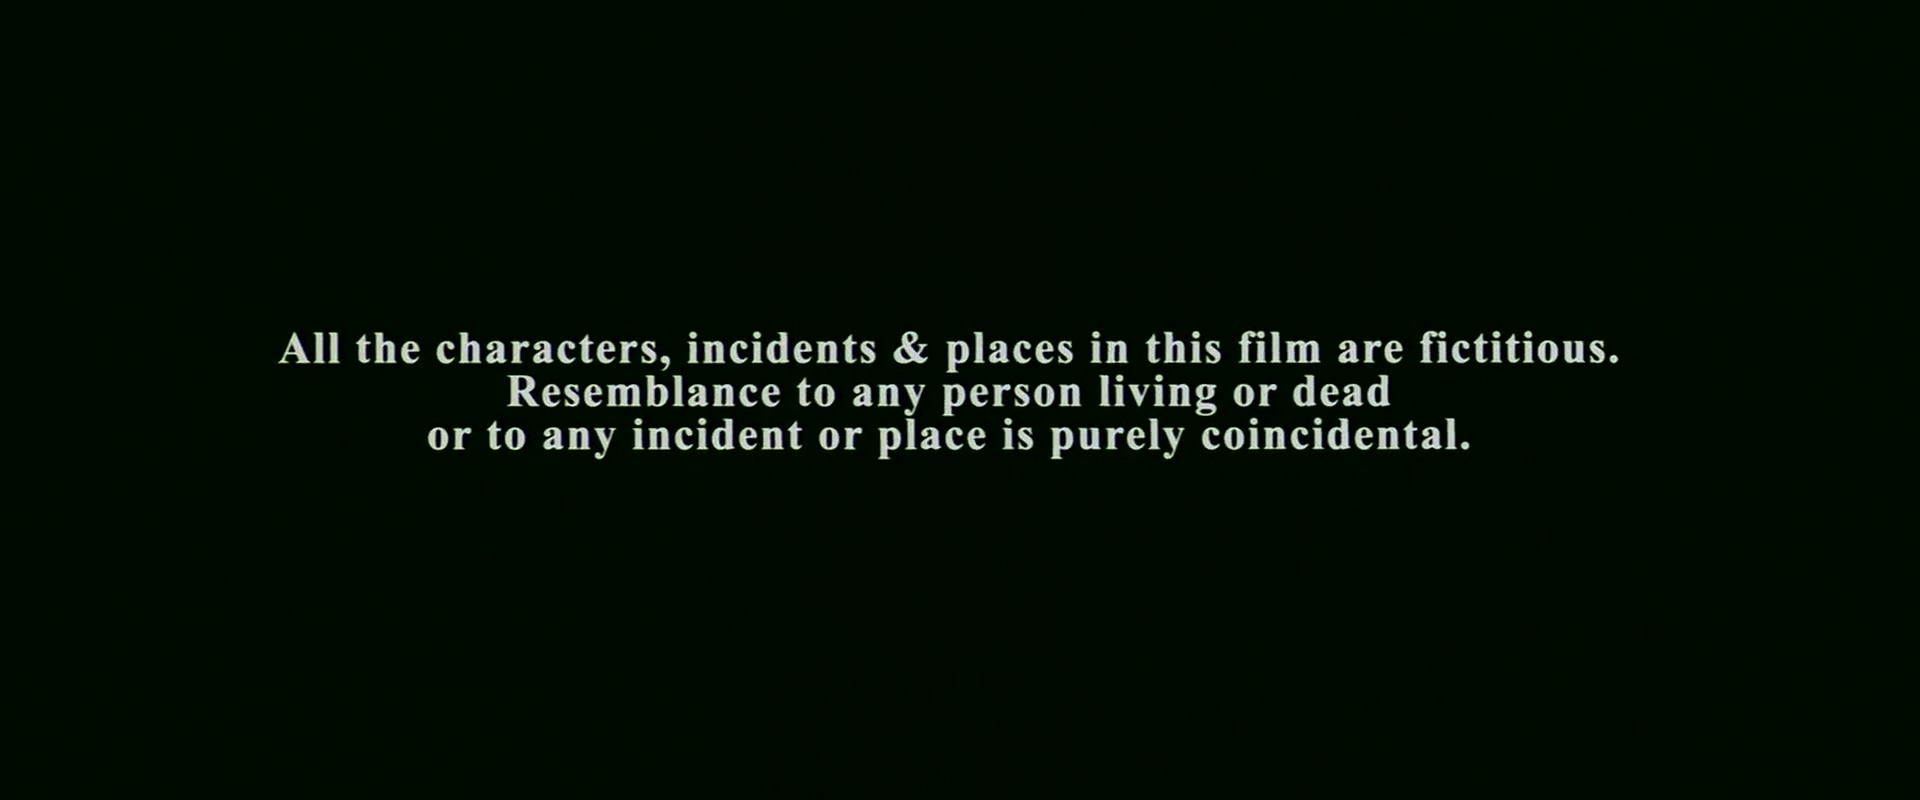 All the characters, incidents & places in this film are fictitious.
Resemblance to any person living or dead
or to any incident or place is purely coincidental.